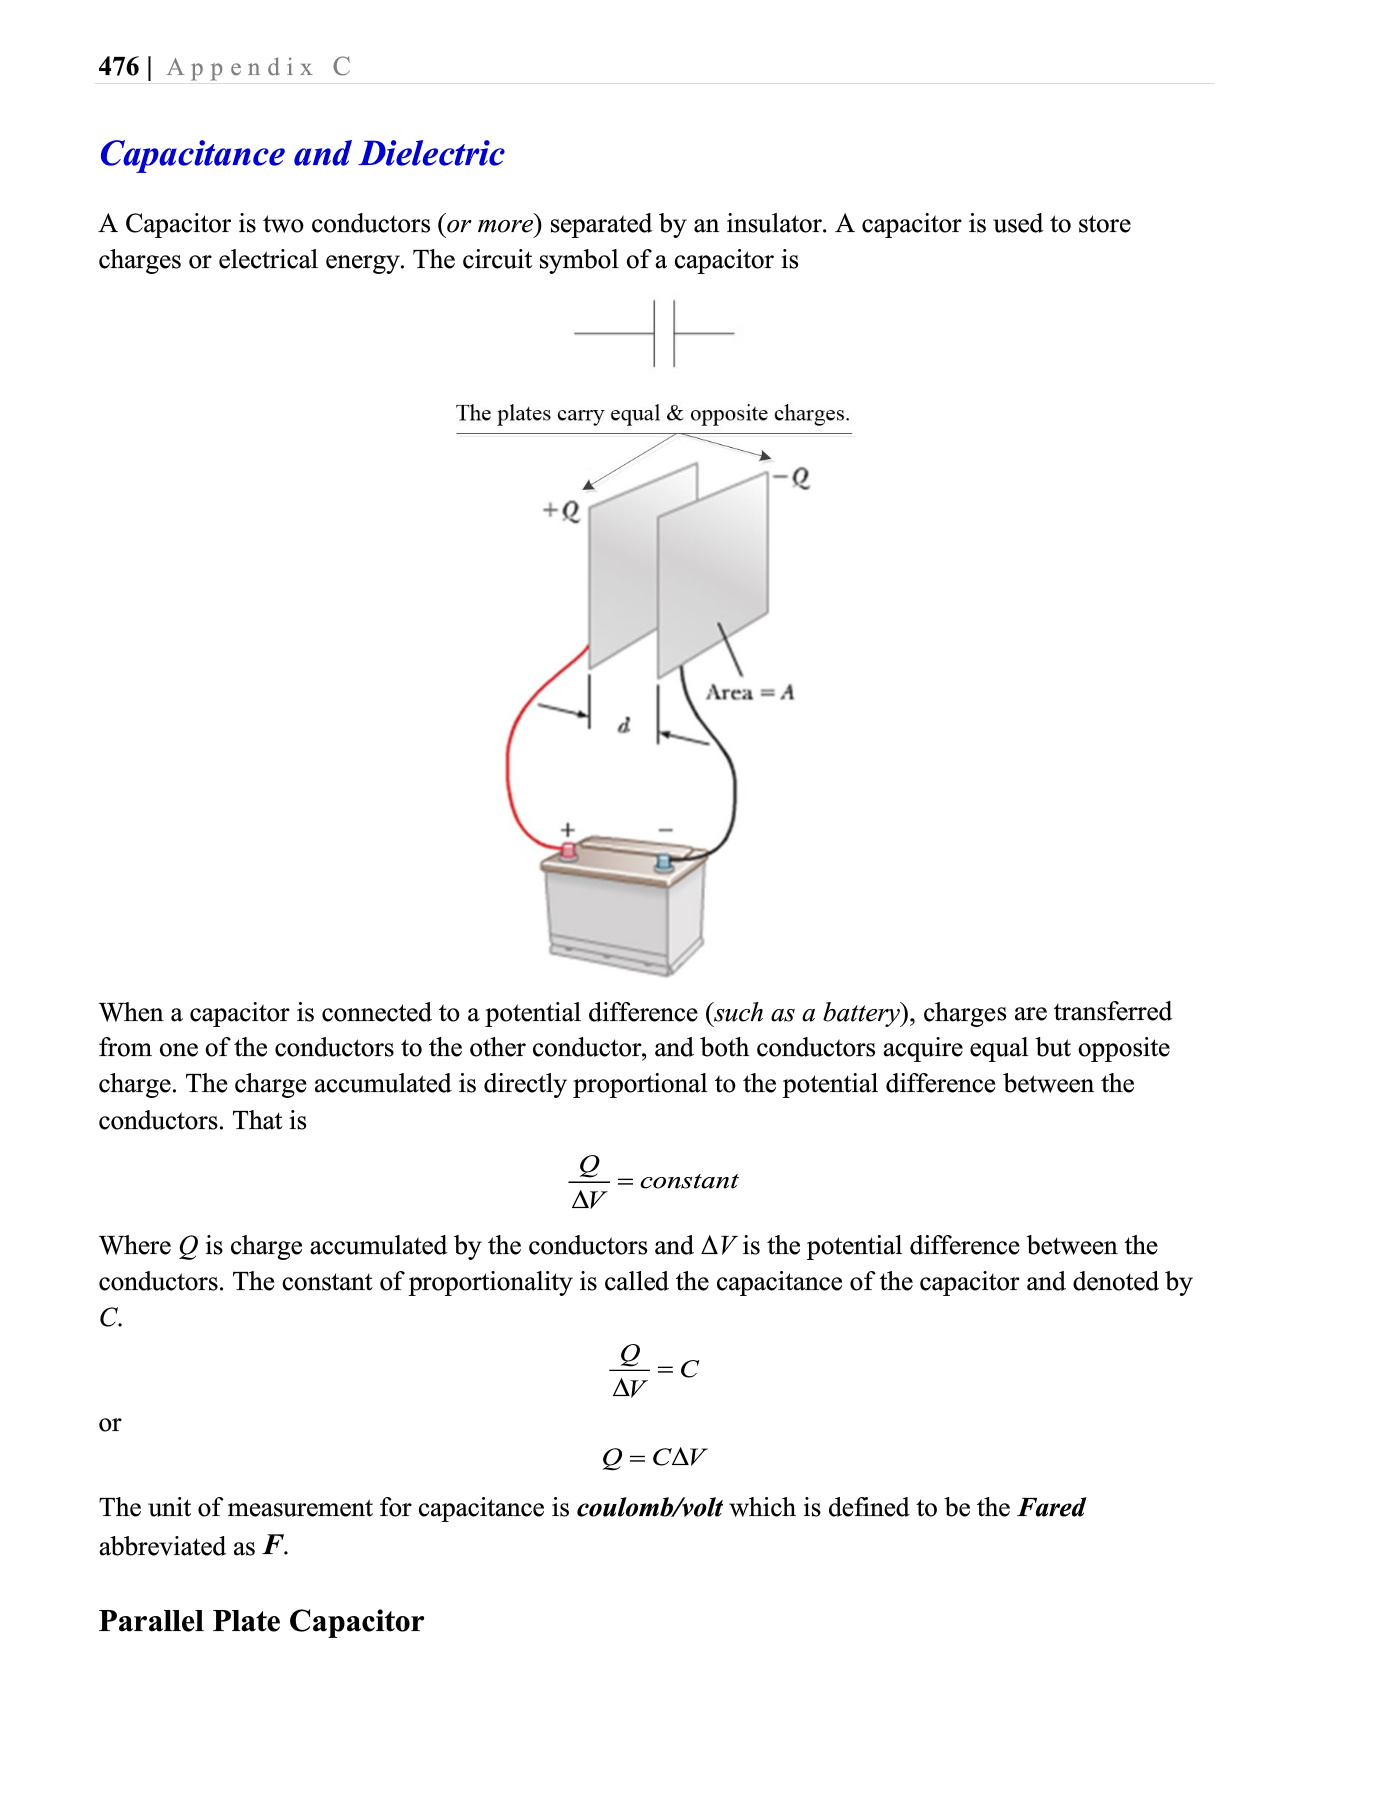 476 | Appendix C
Capacitance and Dielectric
A Capacitor is two conductors (or more) separated by an insulator. A capacitor is used to store
charges or electrical energy. The circuit symbol of a capacitor is
The plates carry equal & opposite charges.
−Q
+Q
Area = A
d
+ −
When a capacitor is connected to a potential difference (such as a battery), charges are transferred
from one of the conductors to the other conductor, and both conductors acquire equal but opposite
charge. The charge accumulated is directly proportional to the potential difference between the
conductors. That is
Q
ΔV
= constant
Where Q is charge accumulated by the conductors and ΔV is the potential difference between the
conductors. The constant of proportionality is called the capacitance of the capacitor and denoted by
C.
Q
ΔV
= C
or
Q = CΔV
The unit of measurement for capacitance is coulomb/volt which is defined to be the Fared
abbreviated as F.
Parallel Plate Capacitor